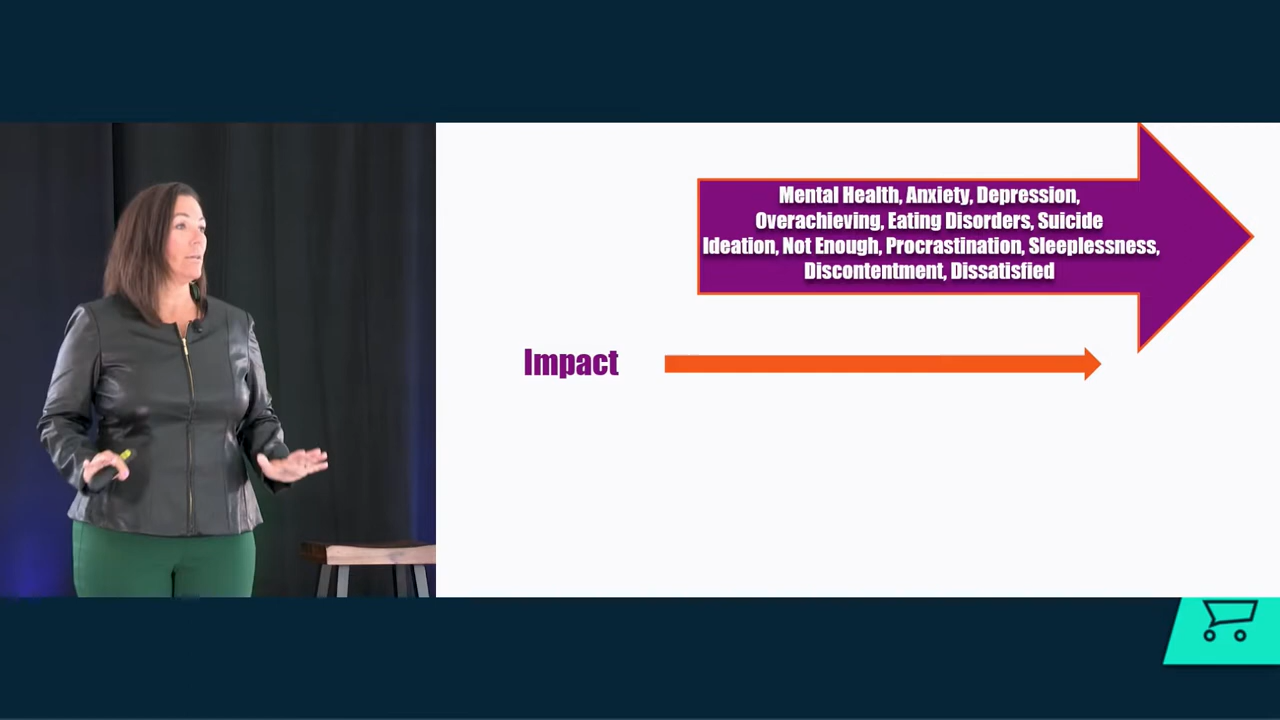 Mental Health, Anxiety, Depression,
Overachieving, Eating Disorders, Suicide
Ideation, Not Enough, Procrastination, Sleeplessness,
Discontentment, Dissatisfied
Impact